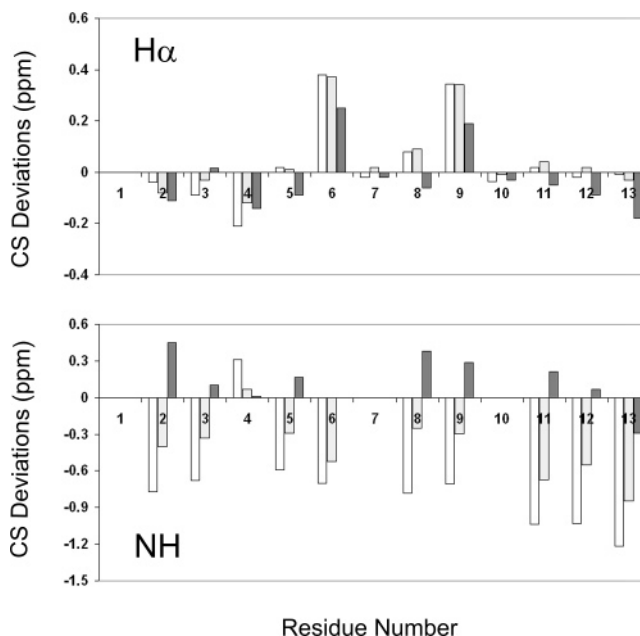 0.6
Hα
0.4
0.2
0
-0.2
-0.4
CS Deviations (ppm)
1 2 3 4 5 6 7 8 9 10 11 12 13
0.6
0.3
0
-0.3
-0.6
-0.9
-1.2
-1.5
CS Deviations (ppm)
1 2 3 4 5 6 7 8 9 10 11 12 13
NH
Residue Number